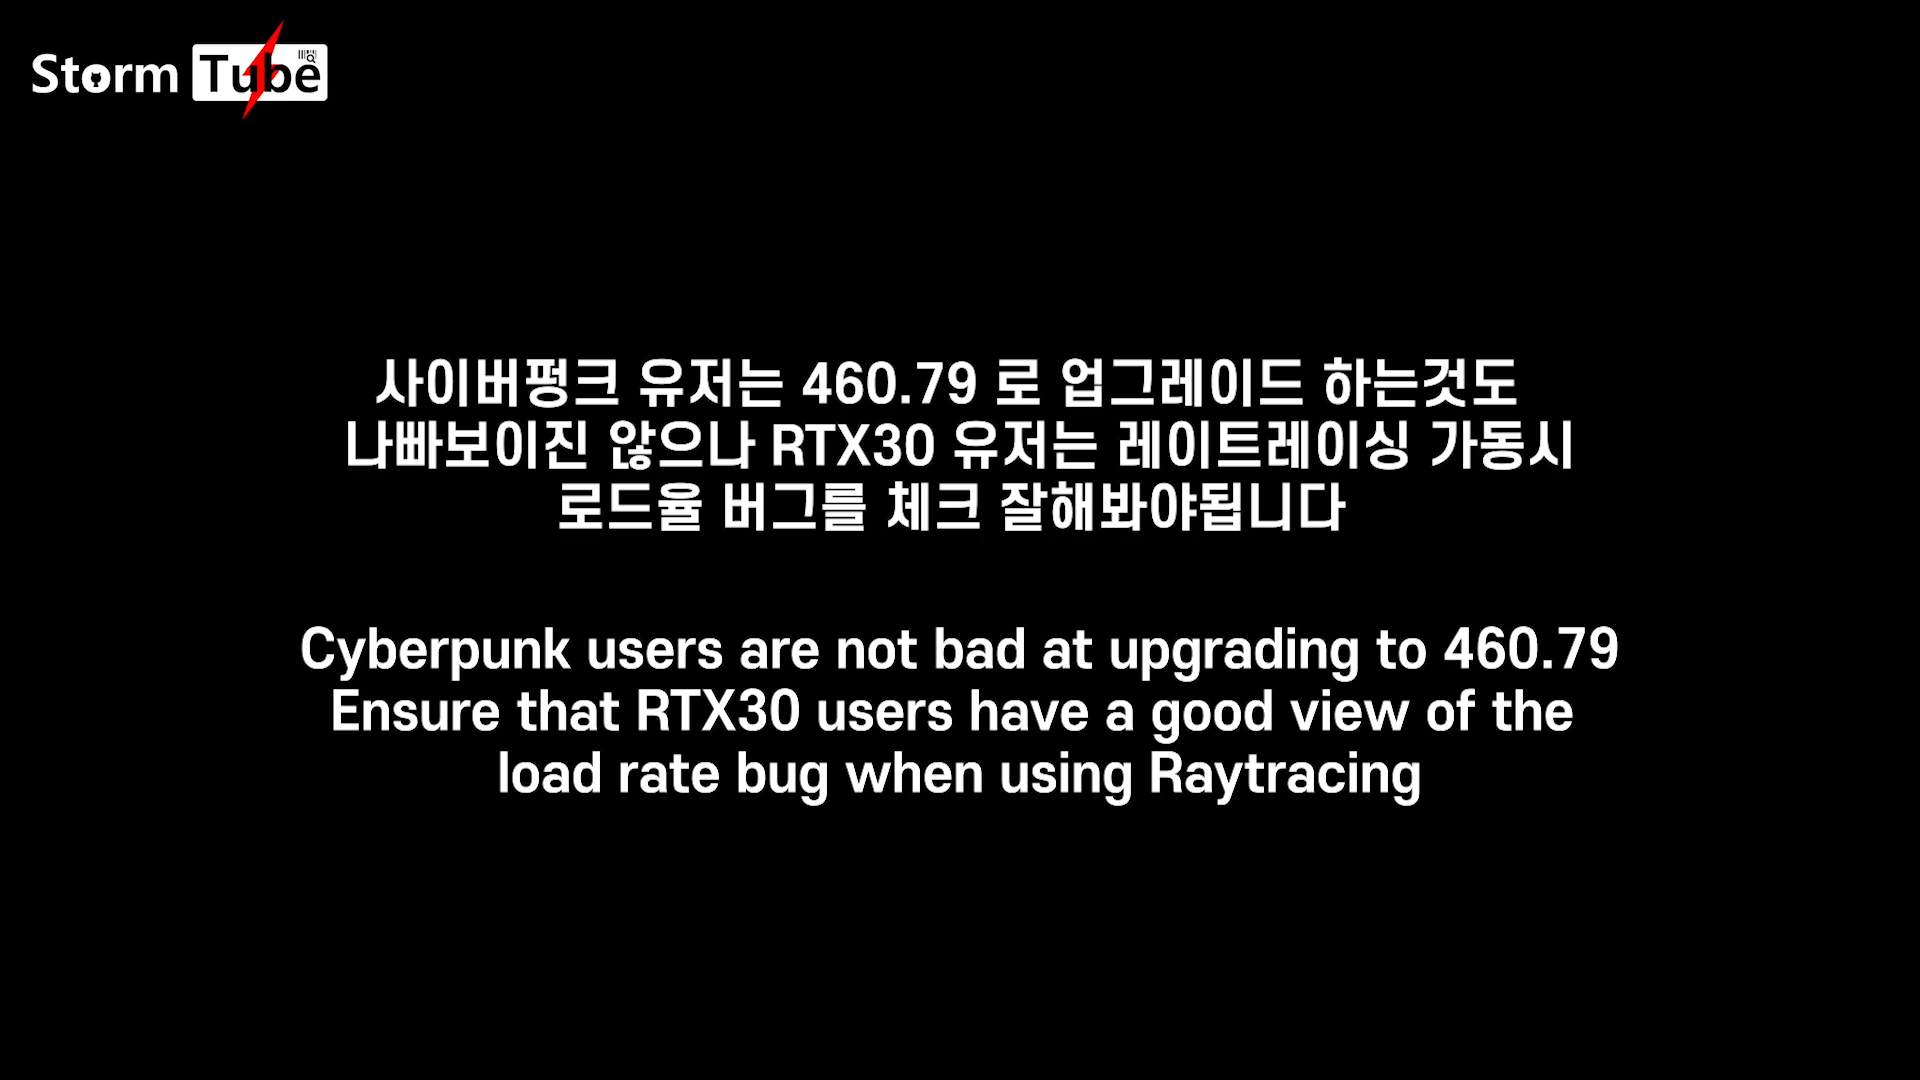 Storm Tube
사이버펑크 유저는 460.79 로 업그레이드 하는것도
나빠보이진 않으나 RTX30 유저는 레이트레이싱 가동시
로드율 버그를 체크 잘해봐야됩니다
Cyberpunk users are not bad at upgrading to 460.79
Ensure that RTX30 users have a good view of the
load rate bug when using Raytracing